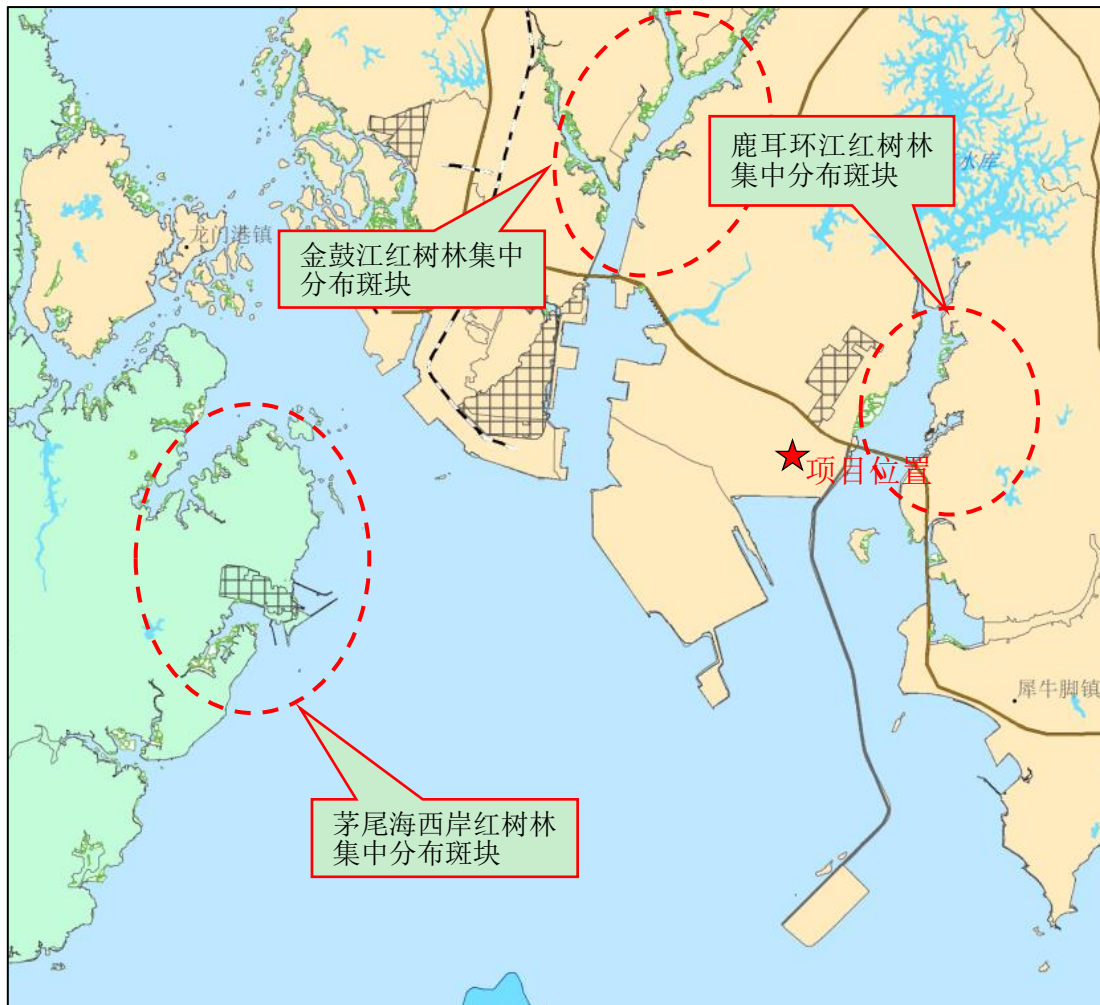 鹿耳环江红树林
集中分布斑块
水库
龙门港镇
金鼓江红树林集中
分布斑块
项目位置
犀牛脚镇
茅尾海西岸红树林
集中分布斑块